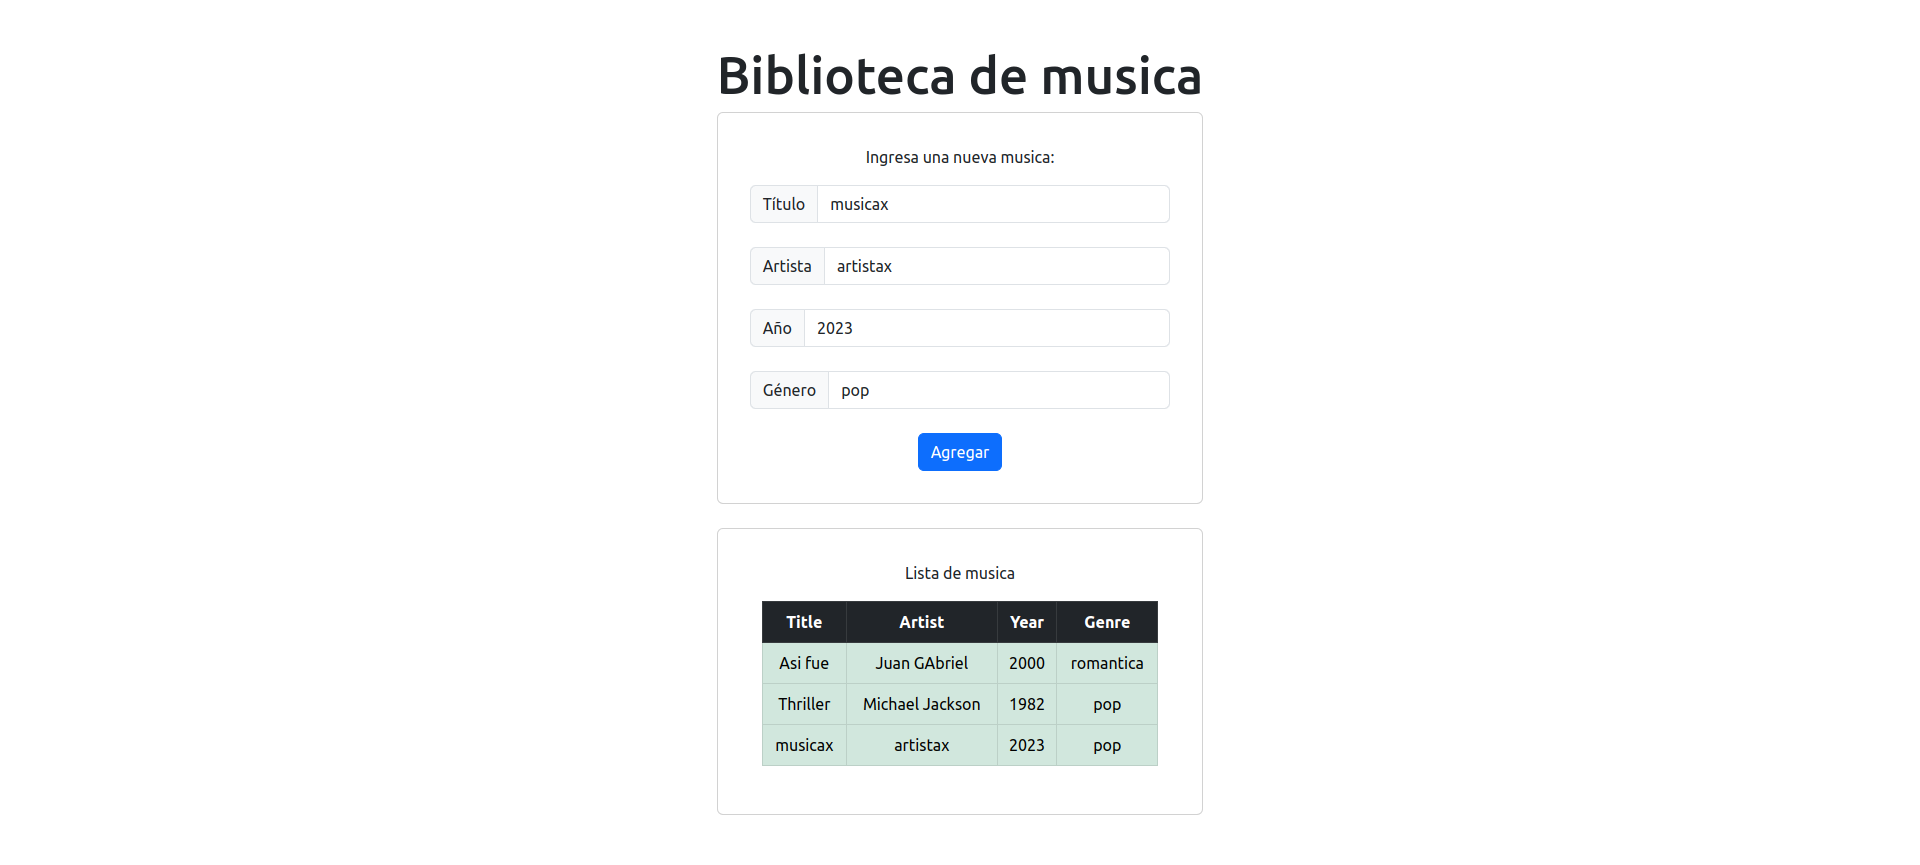 Biblioteca de musica
Ingresa una nueva musica:
Título musicax
Artista artistax
Año 2023
Género pop
Agregar
Lista de musica
Title Artist Year Genre
Asi fue Juan GAbriel 2000 romantica
Thriller Michael Jackson 1982 pop
musicax artistax 2023 pop